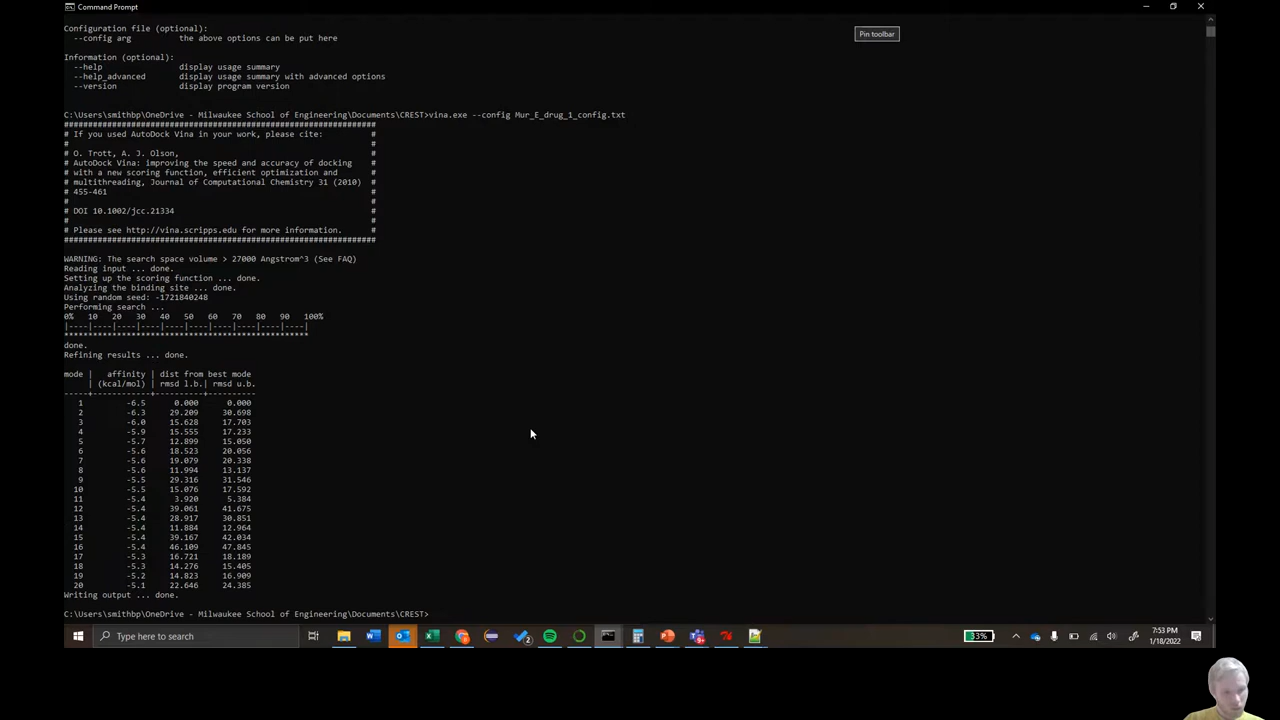 Command Prompt
Configuration file (optional):
--config arg the above options can be put here
Pin toolbar
Information (optional):
--help display usage summary
--help_advanced display usage summary with advanced options
--version display program version
C:\Users\smithbp\OneDrive - Milwaukee School of Engineering\Documents\CREST>vina.exe --config Mur_E_drug_1_config.txt
#################################################################
# If you used AutoDock Vina in your work, please cite: #
# #
# O. Trott, A. J. Olson, #
# AutoDock Vina: improving the speed and accuracy of docking #
# with a new scoring function, efficient optimization and #
# multithreading, Journal of Computational Chemistry 31 (2010) #
# 455-461 #
# #
# DOI 10.1002/jcc.21334 #
# #
# Please see http://vina.scripps.edu for more information. #
#################################################################
WARNING: The search space volume > 27000 Angstrom^3 (See FAQ)
Reading input ... done.
Setting up the scoring function ... done.
Analyzing the binding site ... done.
Using random seed: -1721840248
Performing search ...
0% 10 20 30 40 50 60 70 80 90 100%
|----|----|----|----|----|----|----|----|----|----|
***************************************************
done.
Refining results ... done.
mode | affinity | dist from best mode
| (kcal/mol) | rmsd l.b.| rmsd u.b.
-----+------------+----------+----------
1 -6.5 0.000 0.000
2 -6.3 29.209 30.698
3 -6.0 15.628 17.703
4 -5.9 15.555 17.233
5 -5.7 12.899 15.050
6 -5.6 18.523 20.056
7 -5.6 19.079 20.338
8 -5.6 11.994 13.137
9 -5.5 29.316 31.546
10 -5.5 15.076 17.592
11 -5.4 3.920 5.384
12 -5.4 39.061 41.675
13 -5.4 28.917 30.851
14 -5.4 11.884 12.964
15 -5.4 39.167 42.034
16 -5.4 46.109 47.845
17 -5.3 16.721 18.189
18 -5.3 14.276 15.405
19 -5.2 14.823 16.909
20 -5.1 22.646 24.385
Writing output ... done.
C:\Users\smithbp\OneDrive - Milwaukee School of Engineering\Documents\CREST>
Type here to search
2
33%
7:53 PM
1/18/2022